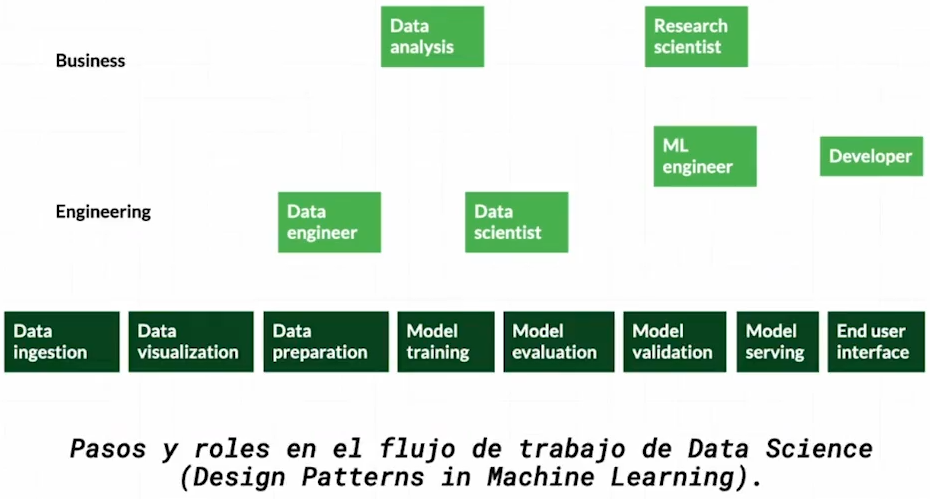 Data
analysis
Research
scientist
Business
ML
engineer
Developer
Engineering
Data
engineer
Data
scientist
Data
ingestion
Data
visualization
Data
preparation
Model
training
Model
evaluation
Model
validation
Model
serving
End user
interface
Pasos y roles en el flujo de trabajo de Data Science
(Design Patterns in Machine Learning).